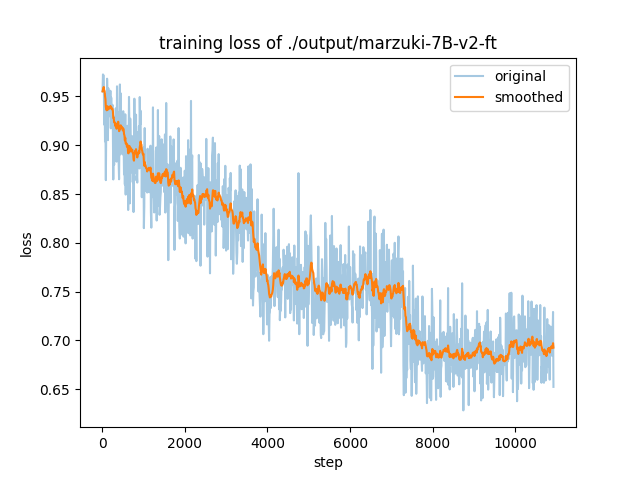 training loss of ./output/marzuki-7B-v2-ft
original
smoothed
0.95
0.90
0.85
0.80
0.75
0.70
0.65
loss
0 2000 4000 6000 8000 10000
step